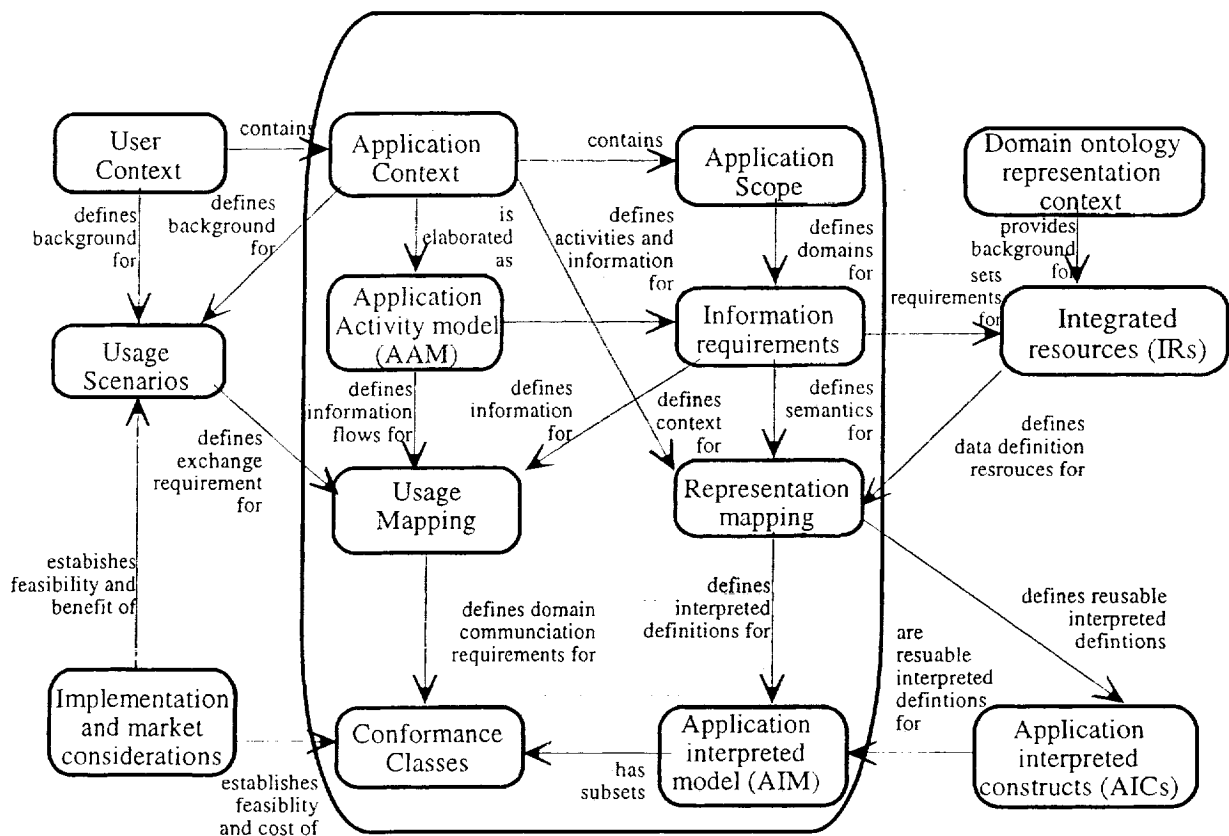 User
Context
contains
Application
Context
contains
Application
Scope
Domain ontology
representation
context
defines
background
for
defines
background
for
is
elaborated
as
defines
activities and
information
for
defines
domains
for
provides
background
for
sets
requirements
for
Usage
Scenarios
Application
Activity model
(AAM)
Information
requirements
Integrated
resources (IRs)
defines
exchange
requirement
for
defines
information
flows for
defines
information
for
defines
context
for
defines
semantics
for
defines
data definition
resrouces for
Usage
Mapping
Representation
mapping
estabishes
feasibility and
benefit of
defines domain
communciation
requirements for
defines
interpreted
definitions for
are
resuable
interpreted
defintions
for
defines reusable
interpreted
defintions
Implementation
and market
considerations
Conformance
Classes
Application
interpreted
model (AIM)
Application
interpreted
constructs (AICs)
establishes
feasiblity
and cost of
has
subsets